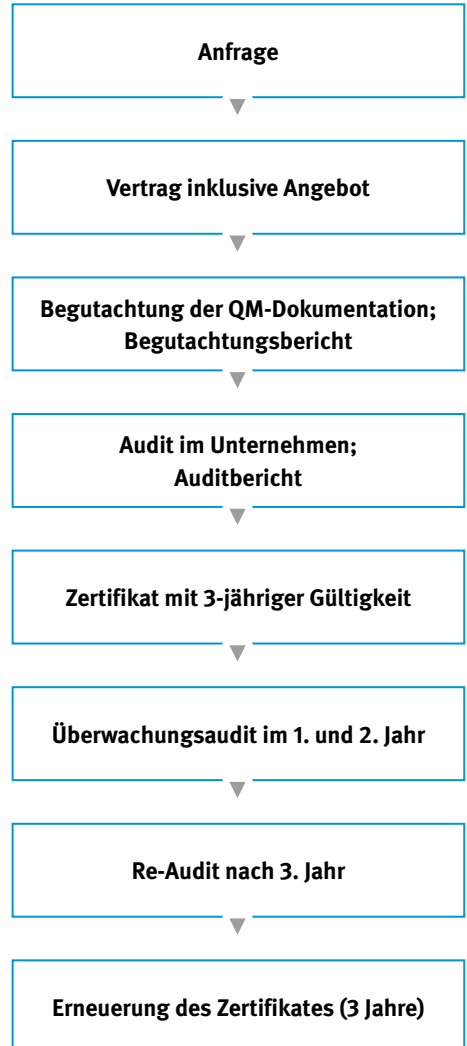 Anfrage
Vertrag inklusive Angebot
Begutachtung der QM-Dokumentation;
Begutachtungsbericht
Audit im Unternehmen;
Auditbericht
Zertifikat mit 3-jähriger Gültigkeit
Überwachungsaudit im 1. und 2. Jahr
Re-Audit nach 3. Jahr
Erneuerung des Zertifikates (3 Jahre)